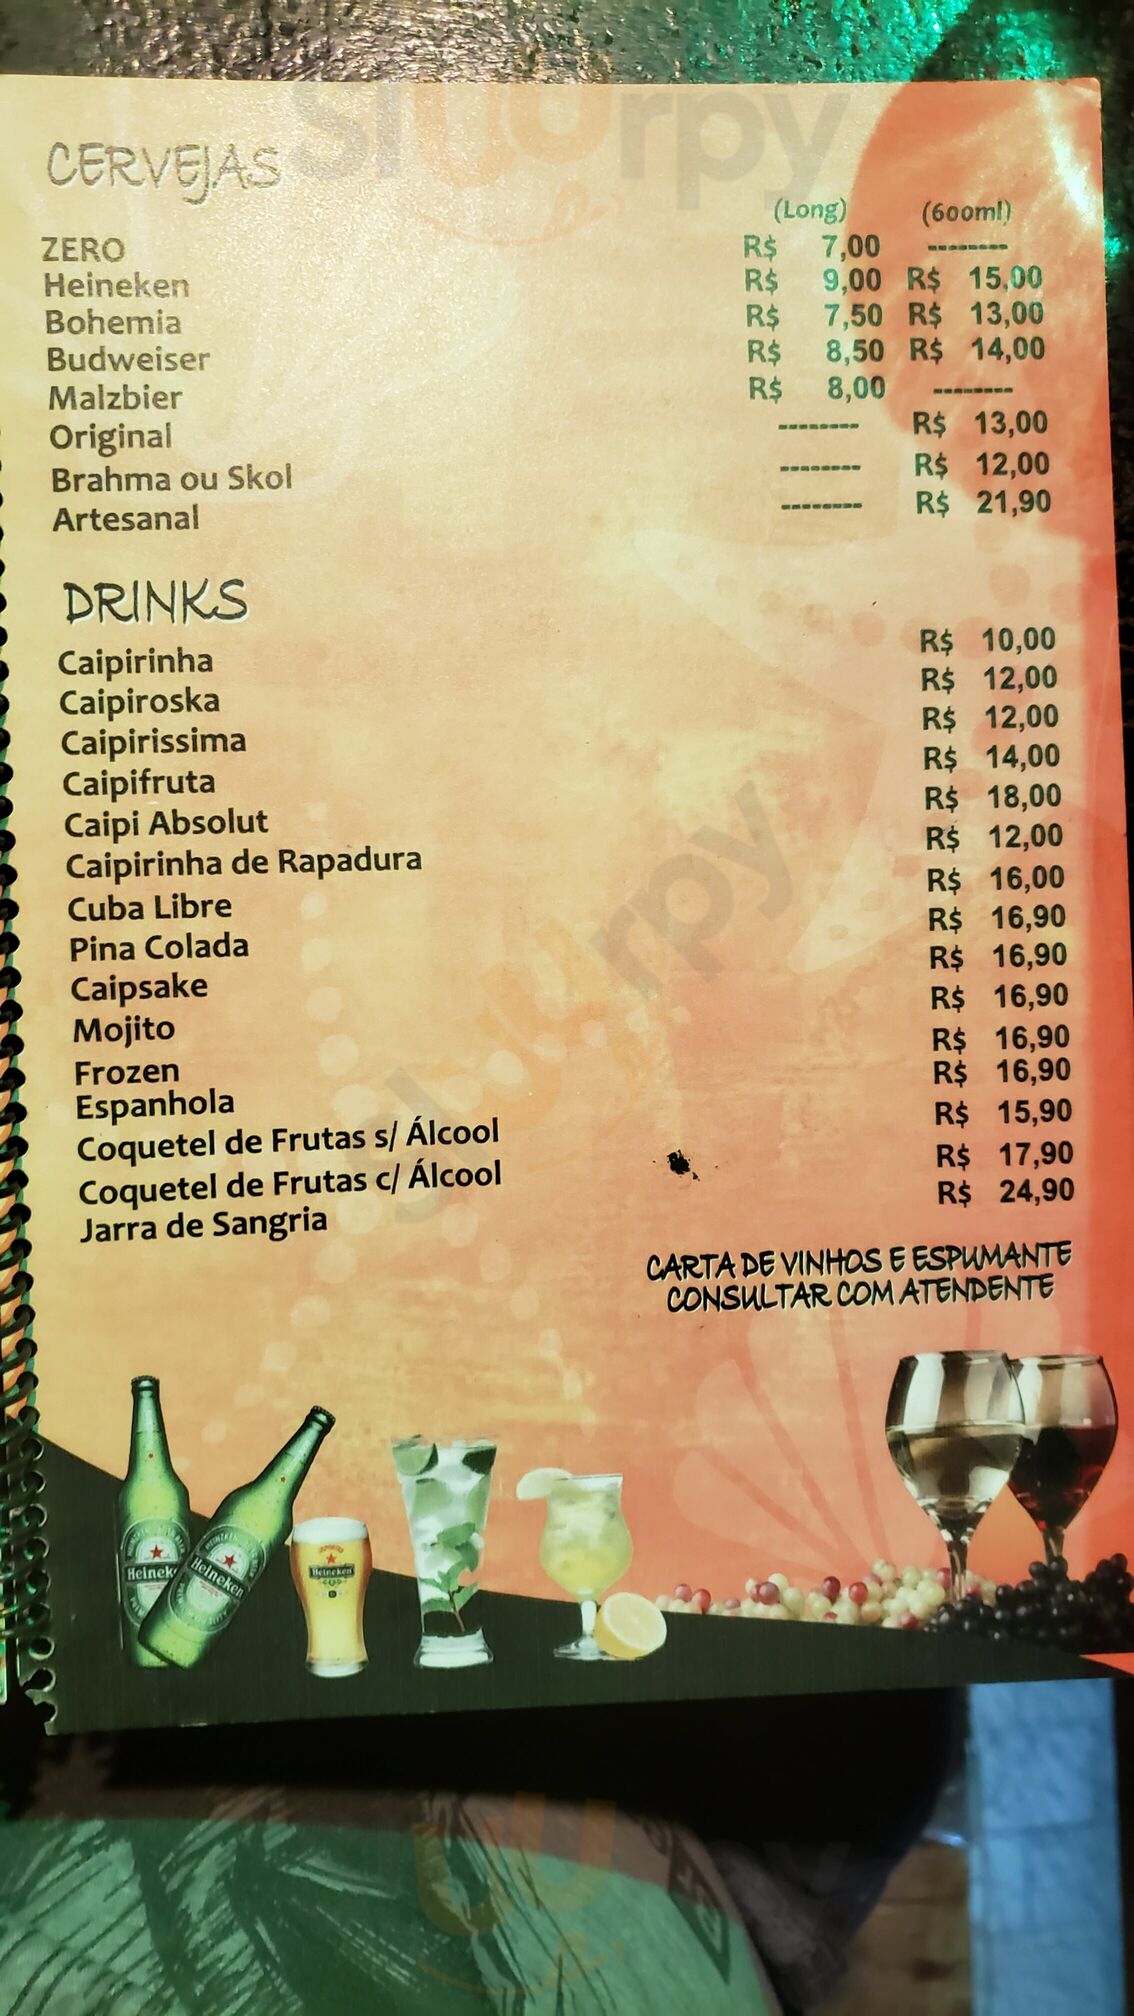 CERVEJAS
(Long) (600ml)
ZERO R$ 7,00 --------
Heineken R$ 9,00 R$ 15,00
Bohemia R$ 7,50 R$ 13,00
Budweiser R$ 8,50 R$ 14,00
Malzbier R$ 8,00 --------
Original -------- R$ 13,00
Brahma ou Skol -------- R$ 12,00
Artesanal -------- R$ 21,90
DRINKS
Caipirinha R$ 10,00
Caipiroska R$ 12,00
Caipirissima R$ 12,00
Caipifruta R$ 14,00
Caipi Absolut R$ 18,00
Caipirinha de Rapadura R$ 12,00
Cuba Libre R$ 16,00
Pina Colada R$ 16,90
Caipsake R$ 16,90
Mojito R$ 16,90
Frozen R$ 16,90
Espanhola R$ 16,90
Coquetel de Frutas s/ Álcool R$ 15,90
Coquetel de Frutas c/ Álcool R$ 17,90
Jarra de Sangria R$ 24,90
CARTA DE VINHOS E ESPUMANTE
CONSULTAR COM ATENDENTE
Heineken
Heineken
Heineken
Sluurpy
Sluurpy